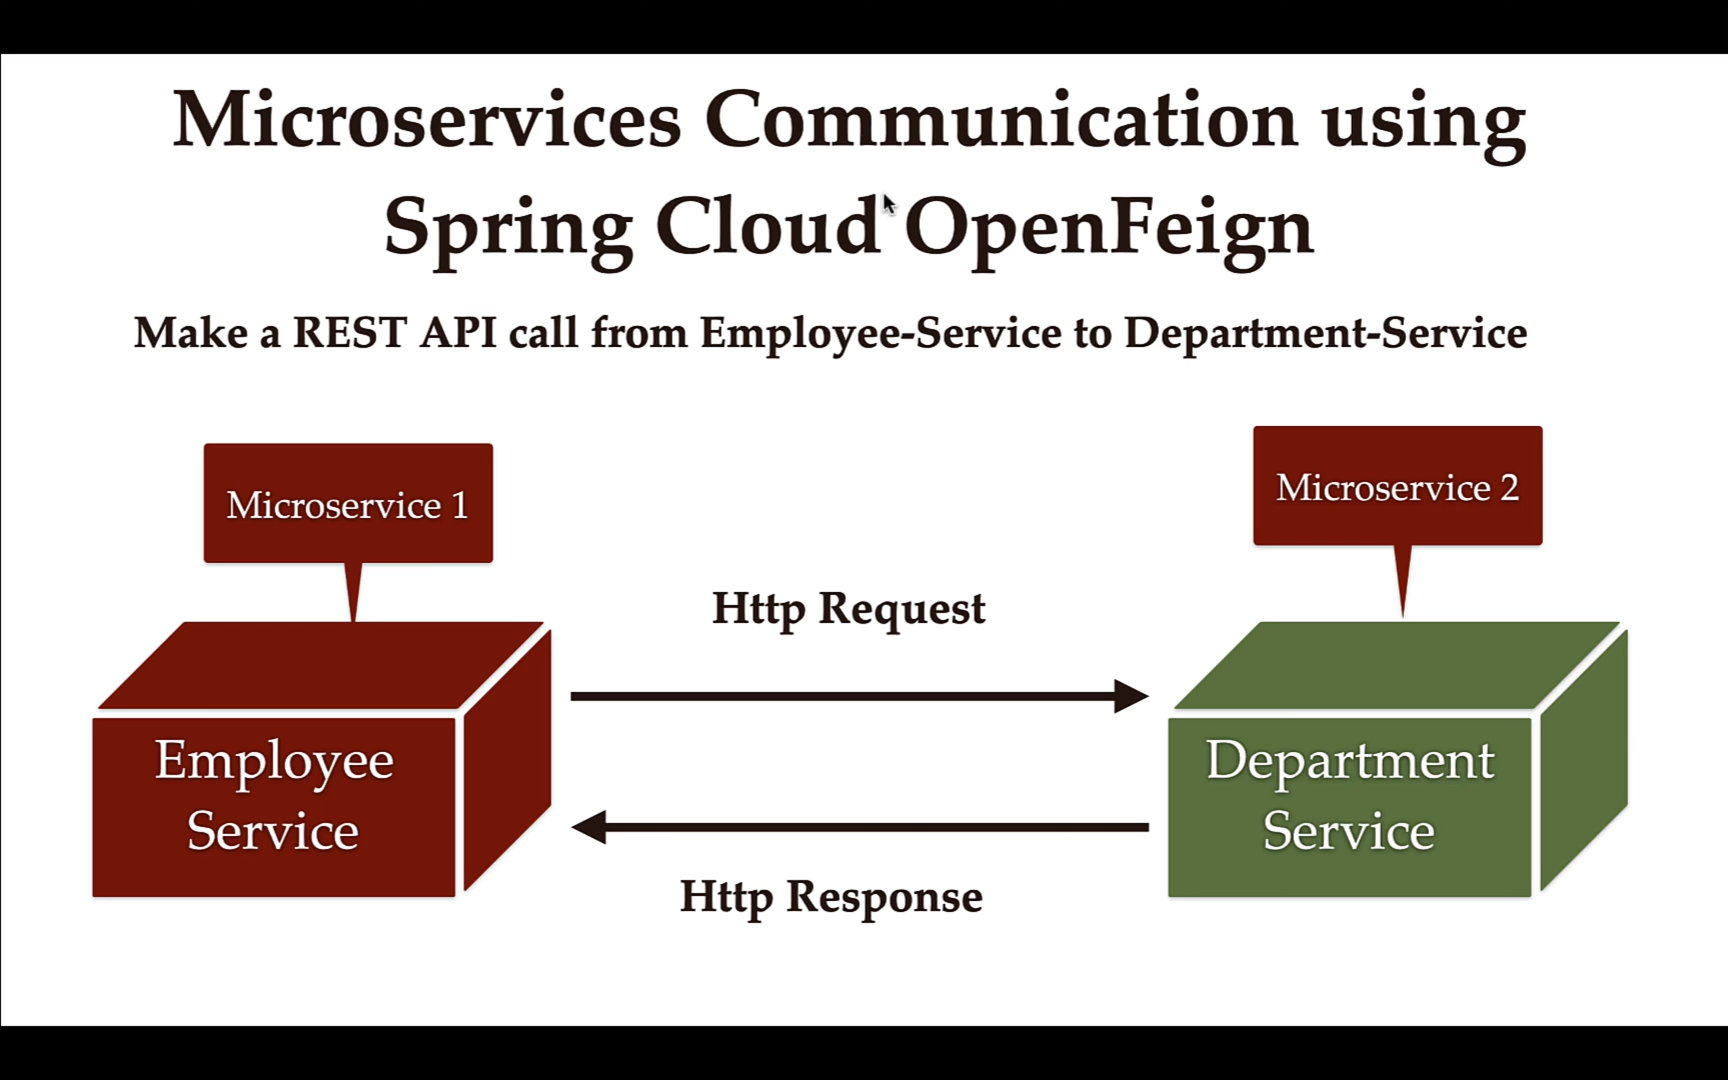 Microservices Communication using
Spring Cloud OpenFeign
Make a REST API call from Employee-Service to Department-Service
Microservice 1
Microservice 2
Http Request
Employee
Service
Department
Service
Http Response